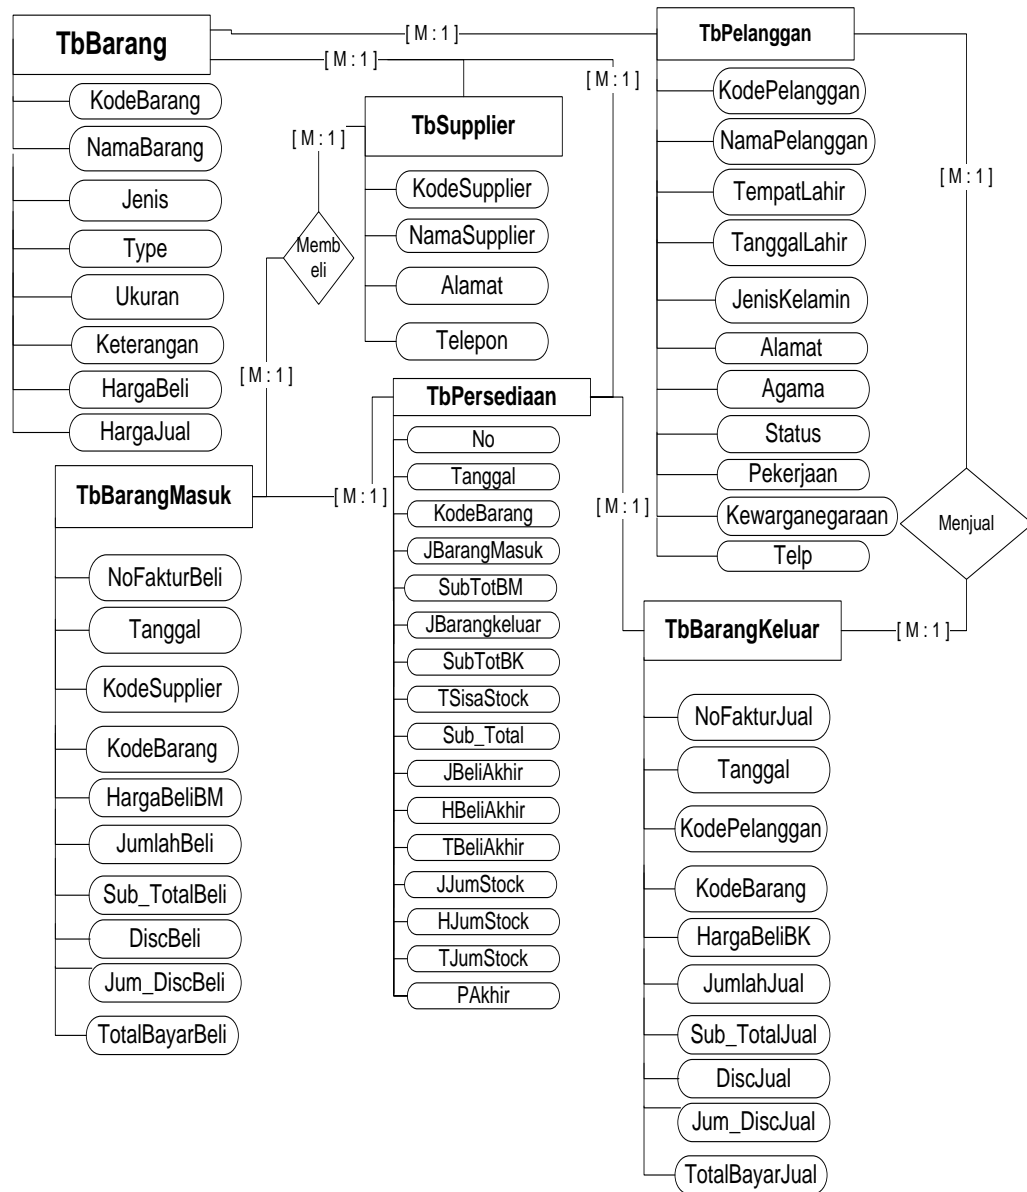 TbBarang
KodeBarang
NamaBarang
Jenis
Type
Ukuran
Keterangan
HargaBeli
HargaJual
[ M : 1 ]
[ M : 1 ]
[ M : 1 ]
TbSupplier
KodeSupplier
NamaSupplier
Alamat
Telepon
[ M : 1 ]
Memb
eli
[ M : 1 ]
TbPelanggan
KodePelanggan
NamaPelanggan
TempatLahir
TanggalLahir
JenisKelamin
Alamat
Agama
Status
Pekerjaan
Kewarganegaraan
Telp
[ M : 1 ]
Menjual
[ M : 1 ]
TbBarangMasuk
NoFakturBeli
Tanggal
KodeSupplier
KodeBarang
HargaBeliBM
JumlahBeli
Sub_TotalBeli
DiscBeli
Jum_DiscBeli
TotalBayarBeli
[ M : 1 ]
TbPersediaan
No
Tanggal
KodeBarang
JBarangMasuk
SubTotBM
JBarangkeluar
SubTotBK
TSisaStock
Sub_Total
JBeliAkhir
HBeliAkhir
TBeliAkhir
JJumStock
HJumStock
TJumStock
PAkhir
[ M : 1 ]
TbBarangKeluar
NoFakturJual
Tanggal
KodePelanggan
KodeBarang
HargaBeliBK
JumlahJual
Sub_TotalJual
DiscJual
Jum_DiscJual
TotalBayarJual